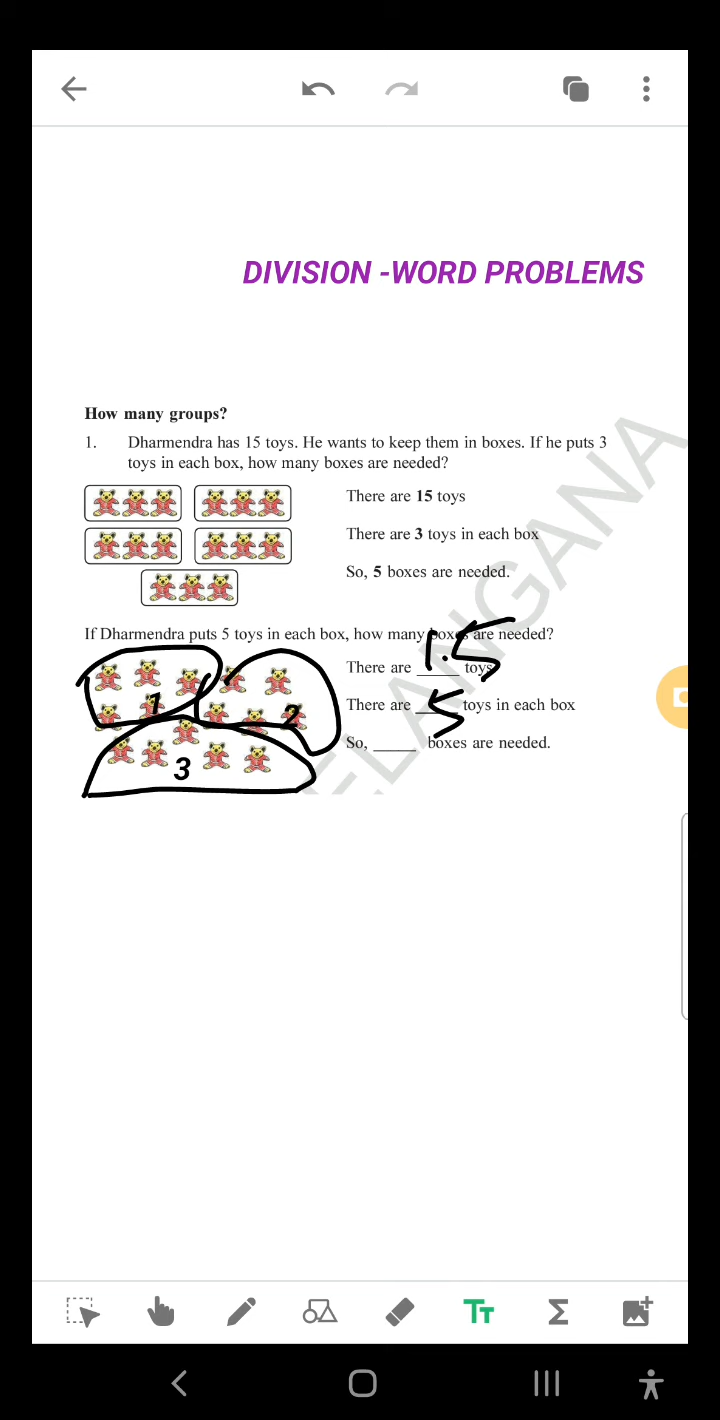 DIVISION -WORD PROBLEMS
How many groups?
1. Dharmendra has 15 toys. He wants to keep them in boxes. If he puts 3
toys in each box, how many boxes are needed?
There are 15 toys
There are 3 toys in each box
So, 5 boxes are needed.
If Dharmendra puts 5 toys in each box, how many boxes are needed?
There are 15 toys
There are 5 toys in each box
So, _____ boxes are needed.
1
2
3
ELANGANA
Tт
Σ